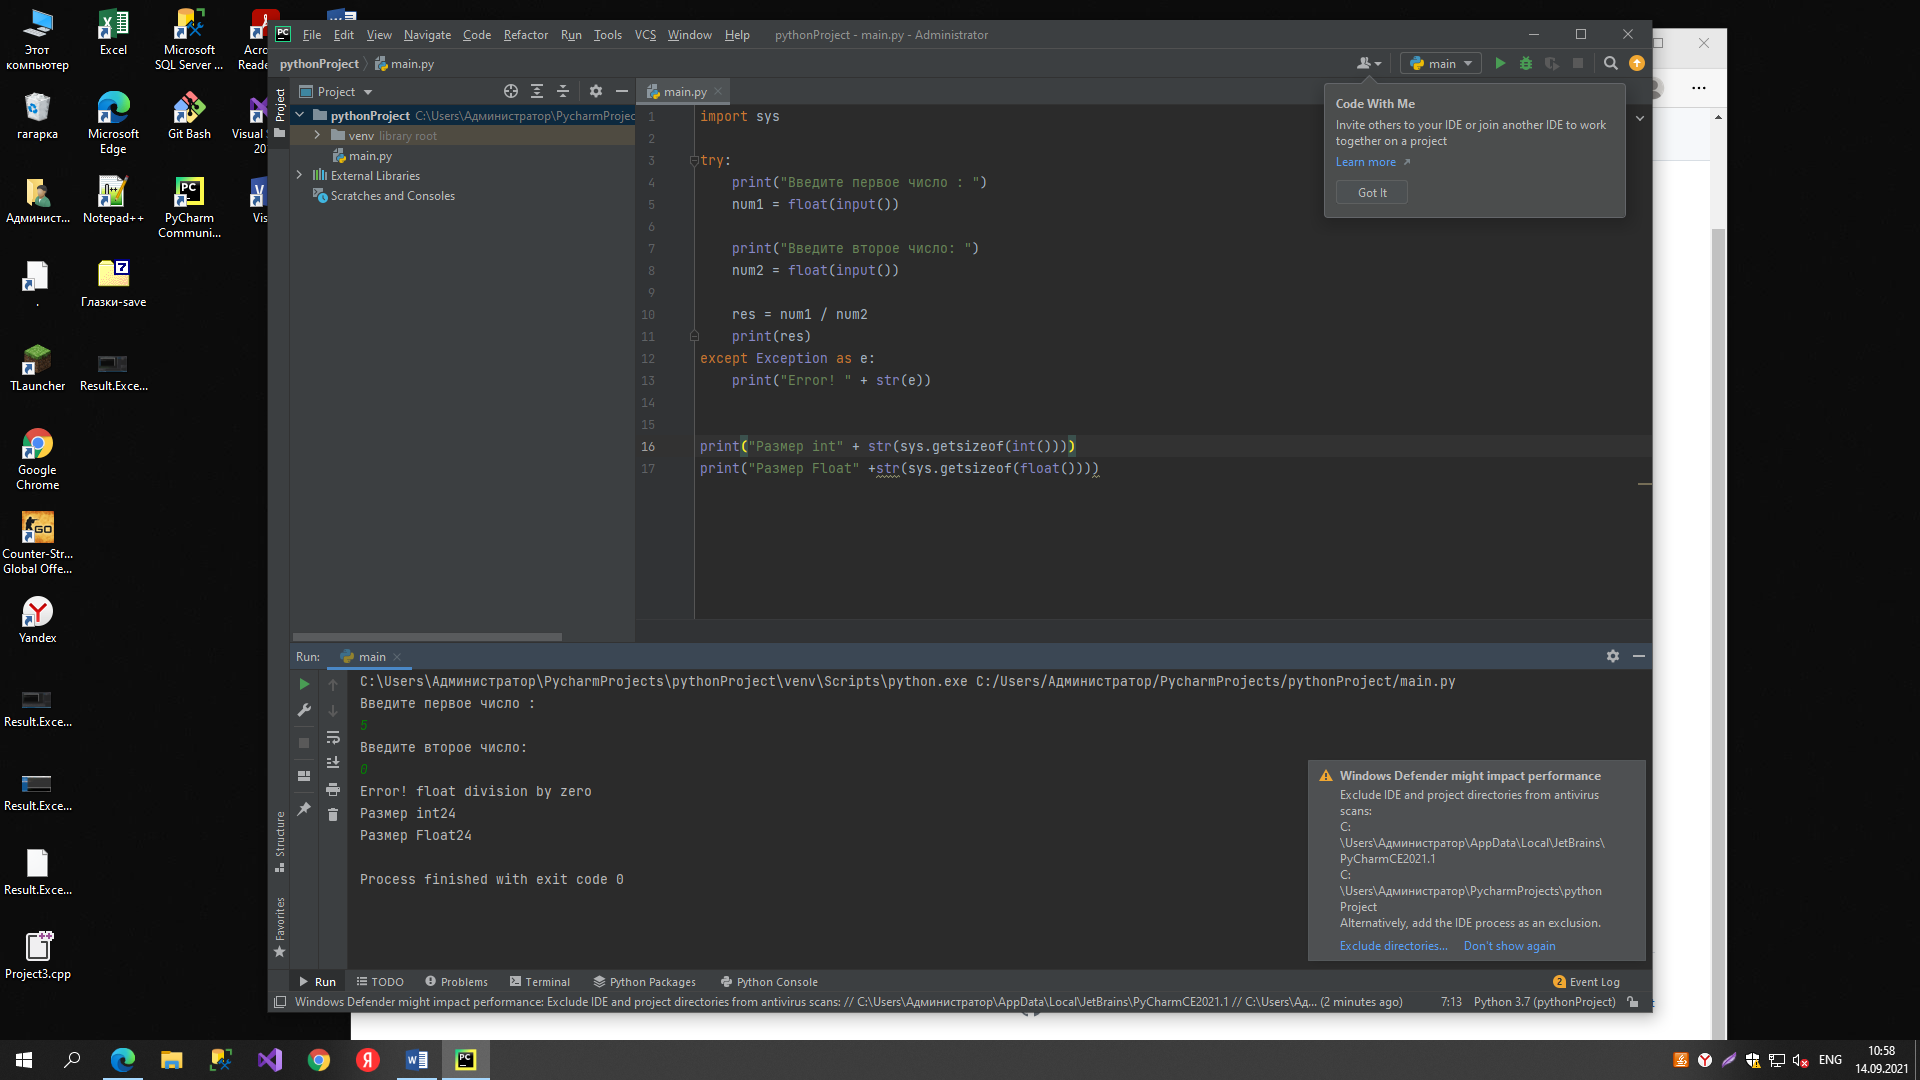 Этот
компьютер
Excel
Microsoft
SQL Server ...
Acro
Reade
гагарка
Microsoft
Edge
Git Bash
Visual S
20
Админист...
Notepad++
PyCharm
Communi...
Vis
.
Глазки-save
TLauncher
Result.Exce...
Google
Chrome
Counter-Str...
Global Offe...
Yandex
Result.Exce...
Result.Exce...
Result.Exce...
Project3.cpp
PC File Edit View Navigate Code Refactor Run Tools VCS Window Help pythonProject - main.py - Administrator
pythonProject main.py main
Project
Project main.py
pythonProject C:\Users\Администратор\PycharmProjec
venv library root
main.py
External Libraries
Scratches and Consoles
1 import sys
2
3 try:
4 print("Введите первое число : ")
5 num1 = float(input())
6
7 print("Введите второе число: ")
8 num2 = float(input())
9
10 res = num1 / num2
11 print(res)
12 except Exception as e:
13 print("Error! " + str(e))
14
15
16 print("Размер int" + str(sys.getsizeof(int())))
17 print("Размер Float" +str(sys.getsizeof(float())))
Code With Me
Invite others to your IDE or join another IDE to work
together on a project
Learn more
Got It
Run: main
C:\Users\Администратор\PycharmProjects\pythonProject\venv\Scripts\python.exe C:/Users/Администратор/PycharmProjects/pythonProject/main.py
Введите первое число :
5
Введите второе число:
0
Error! float division by zero
Размер int24
Размер Float24
Process finished with exit code 0
Structure
Favorites
Windows Defender might impact performance
Exclude IDE and project directories from antivirus
scans:
C:
\Users\Администратор\AppData\Local\JetBrains\
PyCharmCE2021.1
C:
\Users\Администратор\PycharmProjects\python
Project
Alternatively, add the IDE process as an exclusion.
Exclude directories... Don't show again
Run TODO Problems Terminal Python Packages Python Console 2 Event Log
Windows Defender might impact performance: Exclude IDE and project directories from antivirus scans: // C:\Users\Администратор\AppData\Local\JetBrains\PyCharmCE2021.1 // C:\Users\Ад... (2 minutes ago) 7:13 Python 3.7 (pythonProject)
ENG
10:58
14.09.2021